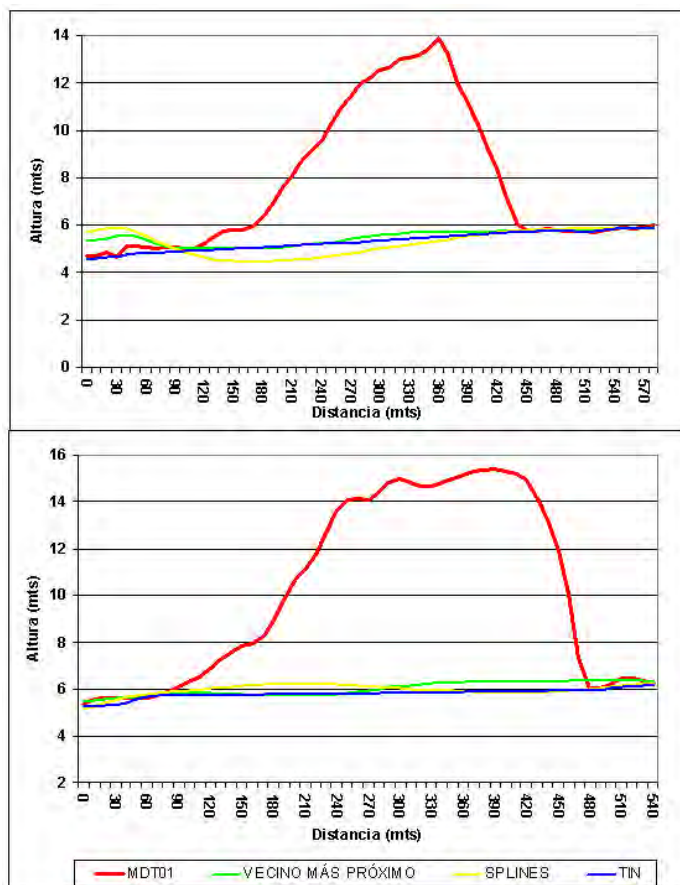 14
12
10
8
6
4
2
0
Altura (mts)
0 30 60 90 120 150 180 210 240 270 300 330 360 390 420 450 480 510 540 570
Distancia (mts)
16
14
12
10
8
6
4
2
Altura (mts)
0 30 60 90 120 150 180 210 240 270 300 330 360 390 420 450 480 510 540
Distancia (mts)
MDT01 VECINO MÁS PRÓXIMO SPLINES TIN